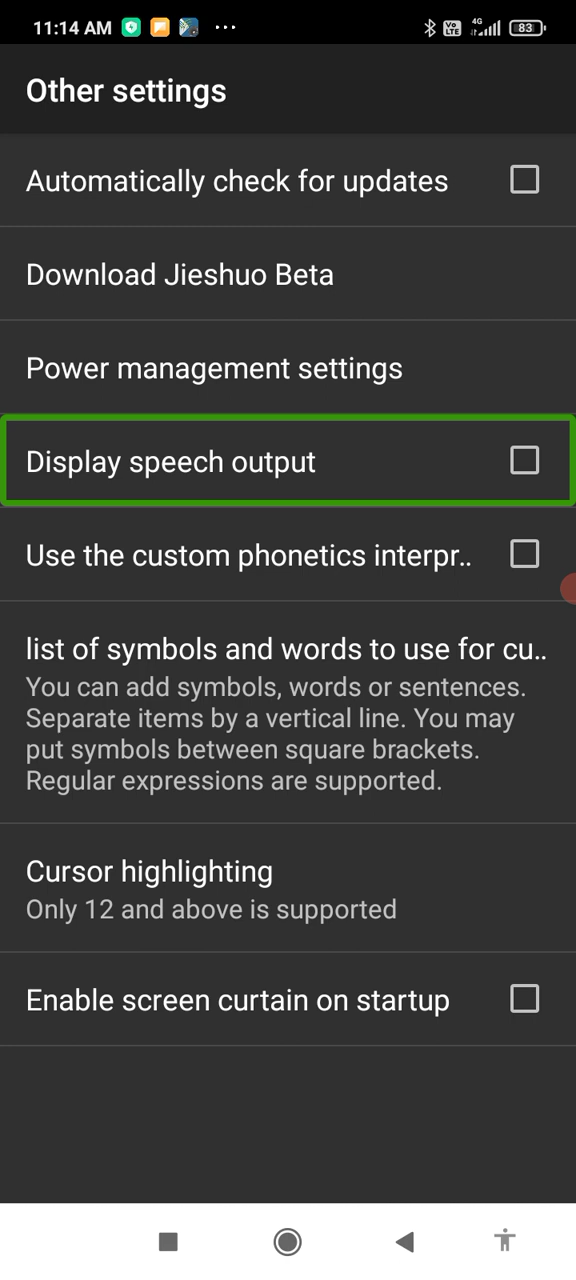 11:14 AM ...
Vo LTE 4G 83
Other settings
Automatically check for updates
Download Jieshuo Beta
Power management settings
Display speech output
Use the custom phonetics interpr..
list of symbols and words to use for cu..
You can add symbols, words or sentences.
Separate items by a vertical line. You may
put symbols between square brackets.
Regular expressions are supported.
Cursor highlighting
Only 12 and above is supported
Enable screen curtain on startup